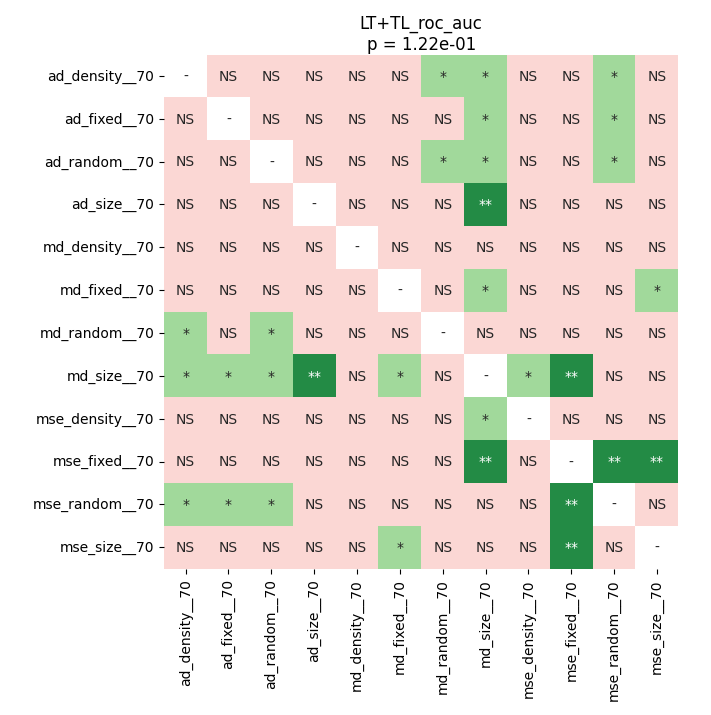 LT+TL_roc_auc
p = 1.22e-01
ad_density__70 - NS NS NS NS NS * * NS NS * NS
ad_fixed__70 NS - NS NS NS NS NS * NS NS * NS
ad_random__70 NS NS - NS NS NS * * NS NS * NS
ad_size__70 NS NS NS - NS NS NS ** NS NS NS NS
md_density__70 NS NS NS NS - NS NS NS NS NS NS NS
md_fixed__70 NS NS NS NS NS - NS * NS NS NS *
md_random__70 * NS * NS NS NS - NS NS NS NS NS
md_size__70 * * * ** NS * NS - * ** NS NS
mse_density__70 NS NS NS NS NS NS NS * - NS NS NS
mse_fixed__70 NS NS NS NS NS NS NS ** NS - ** **
mse_random__70 * * * NS NS NS NS NS NS ** - NS
mse_size__70 NS NS NS NS NS * NS NS NS ** NS -
ad_density__70
ad_fixed__70
ad_random__70
ad_size__70
md_density__70
md_fixed__70
md_random__70
md_size__70
mse_density__70
mse_fixed__70
mse_random__70
mse_size__70